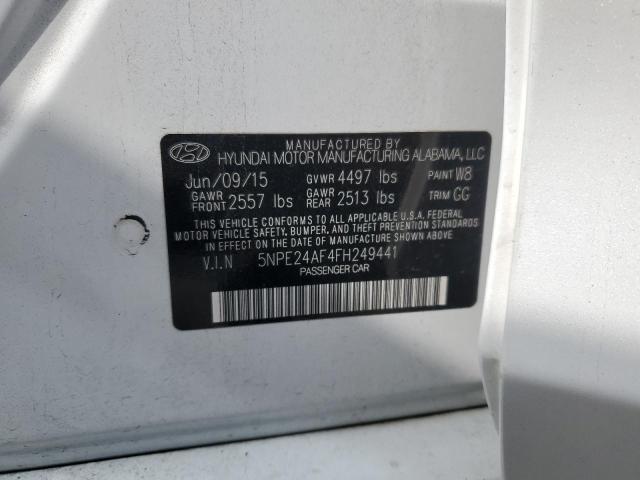 MANUFACTURED BY
HYUNDAI MOTOR MANUFACTURING ALABAMA, LLC
Jun/09/15 GVWR 4497 lbs PAINT W8
GAWR FRONT 2557 lbs GAWR REAR 2513 lbs TRIM GG
THIS VEHICLE CONFORMS TO ALL APPLICABLE U.S.A. FEDERAL
MOTOR VEHICLE SAFETY, BUMPER, AND THEFT PREVENTION STANDARDS
IN EFFECT ON THE DATE OF MANUFACTURE SHOWN ABOVE.
V.I.N 5NPE24AF4FH249441
PASSENGER CAR